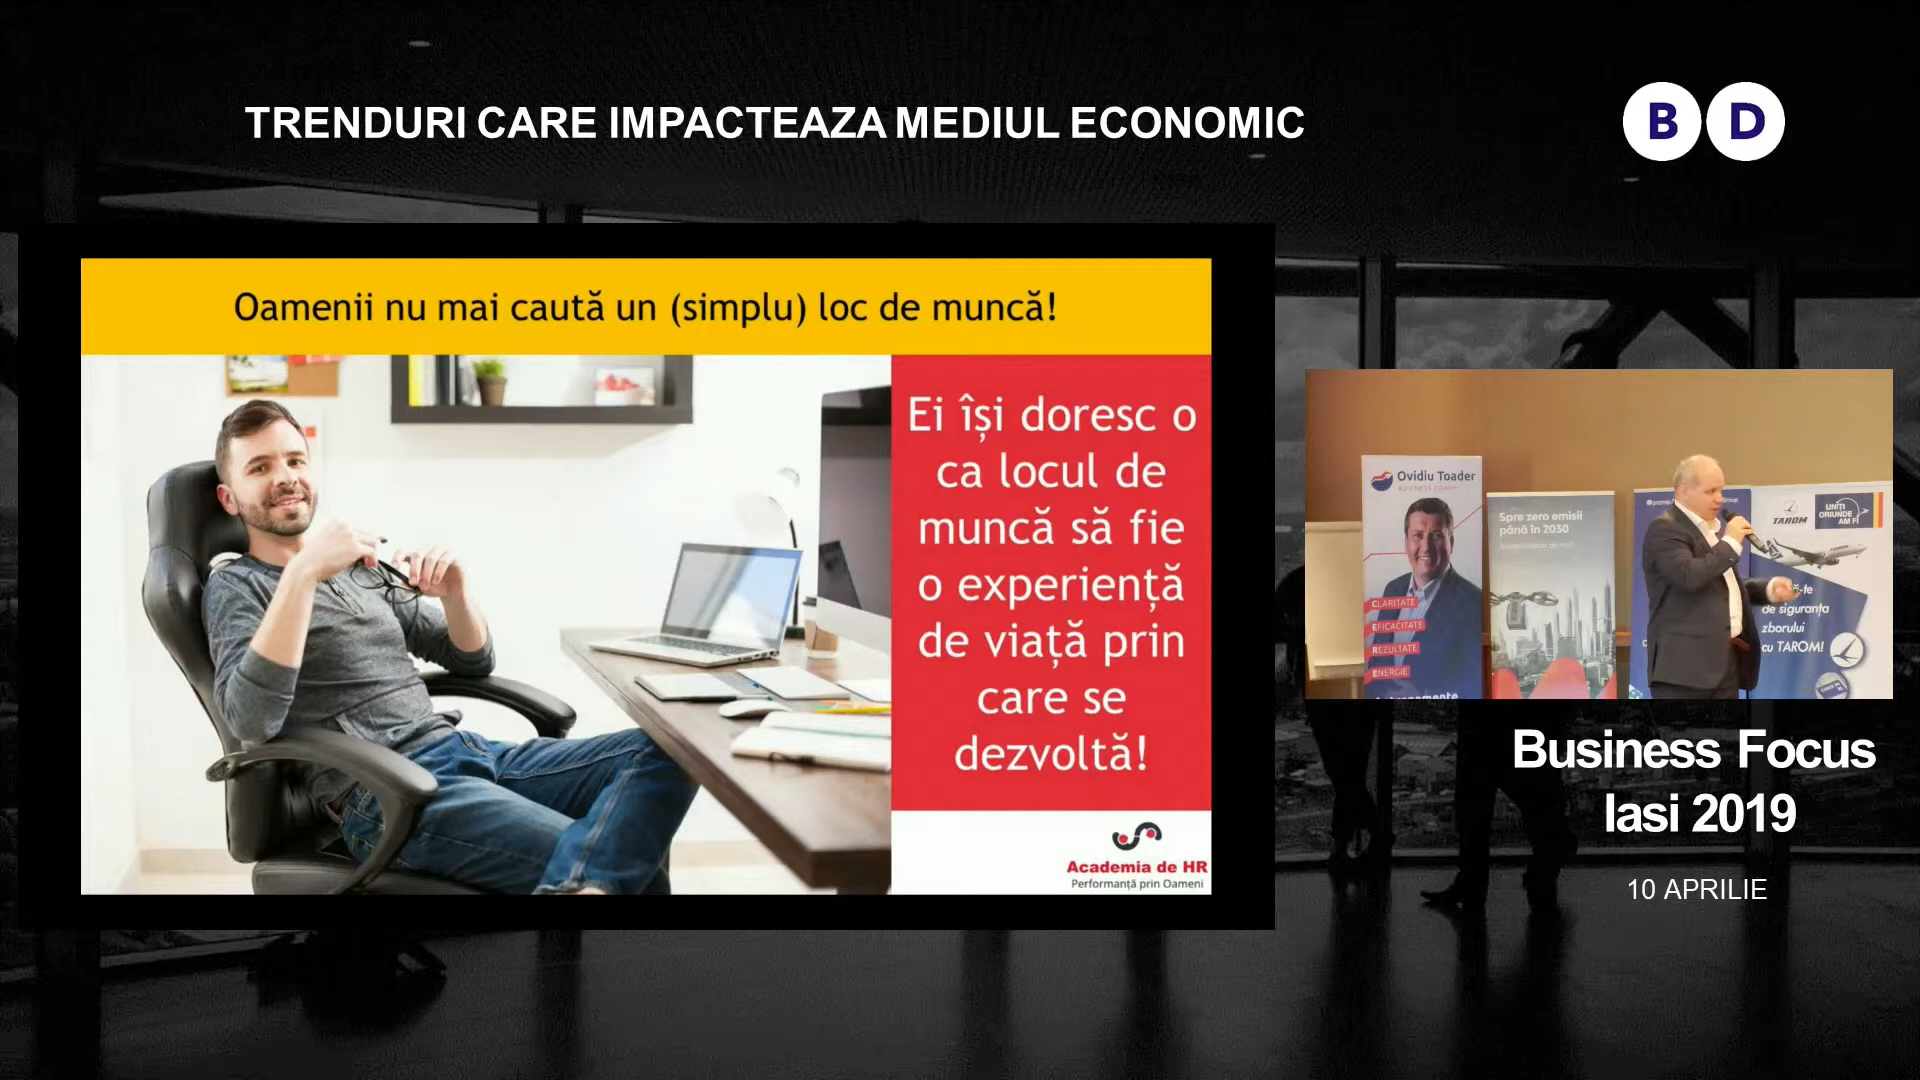 TRENDURI CARE IMPACTEAZA MEDIUL ECONOMIC
B D
Oamenii nu mai caută un (simplu) loc de muncă!
Ei își doresc o
ca locul de
muncă să fie
o experiență
de viață prin
care se
dezvoltă!
Academia de HR
Performanță prin Oameni
Ovidiu Toader
BUSINESS COACH
CLARITATE
EFICACITATE
REZULTATE
ENERGIE
Spre zero emisii
până în 2030
TAROM
UNIȚI
ORIUNDE
AM FI
de siguranța
zborului
cu TAROM!
Business Focus
Iasi 2019
10 APRILIE